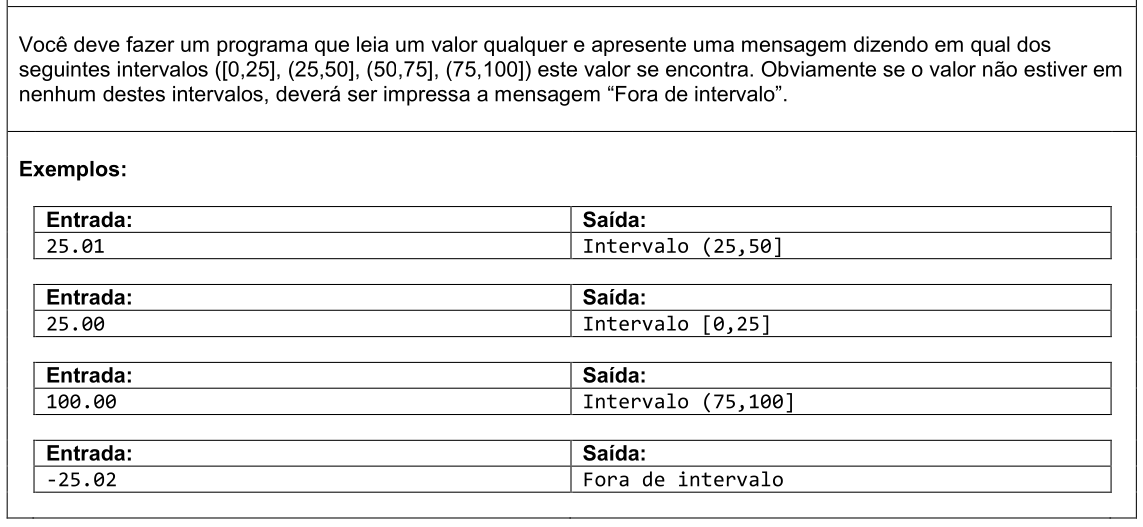 Você deve fazer um programa que leia um valor qualquer e apresente uma mensagem dizendo em qual dos
seguintes intervalos ([0,25], (25,50], (50,75], (75,100]) este valor se encontra. Obviamente se o valor não estiver em
nenhum destes intervalos, deverá ser impressa a mensagem “Fora de intervalo”.
Exemplos:
Entrada: Saída:
25.01 Intervalo (25,50]
Entrada: Saída:
25.00 Intervalo [0,25]
Entrada: Saída:
100.00 Intervalo (75,100]
Entrada: Saída:
-25.02 Fora de intervalo